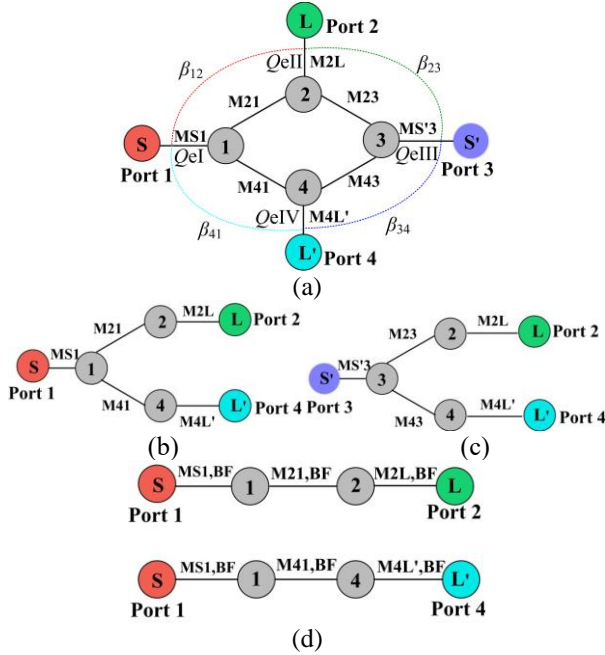 L Port 2
β12 QeII M2L β23
M21 2 M23
S MS1 1 3 MS'3 S'
Port 1 QeI QeIII Port 3
M41 4 M43
β41 QeIV M4L' β34
L' Port 4
(a)
2 M2L L Port 2
M21
S MS1 1
Port 1
M41
4 M4L' L' Port 4
(b)
2 M2L L
M23 Port 2
S' MS'3 3
Port 3
M43 4 M4L' L'
Port 4
(c)
S MS1,BF 1 M21,BF 2 M2L,BF L
Port 1 Port 2
S MS1,BF 1 M41,BF 4 M4L',BF L'
Port 1 Port 4
(d)